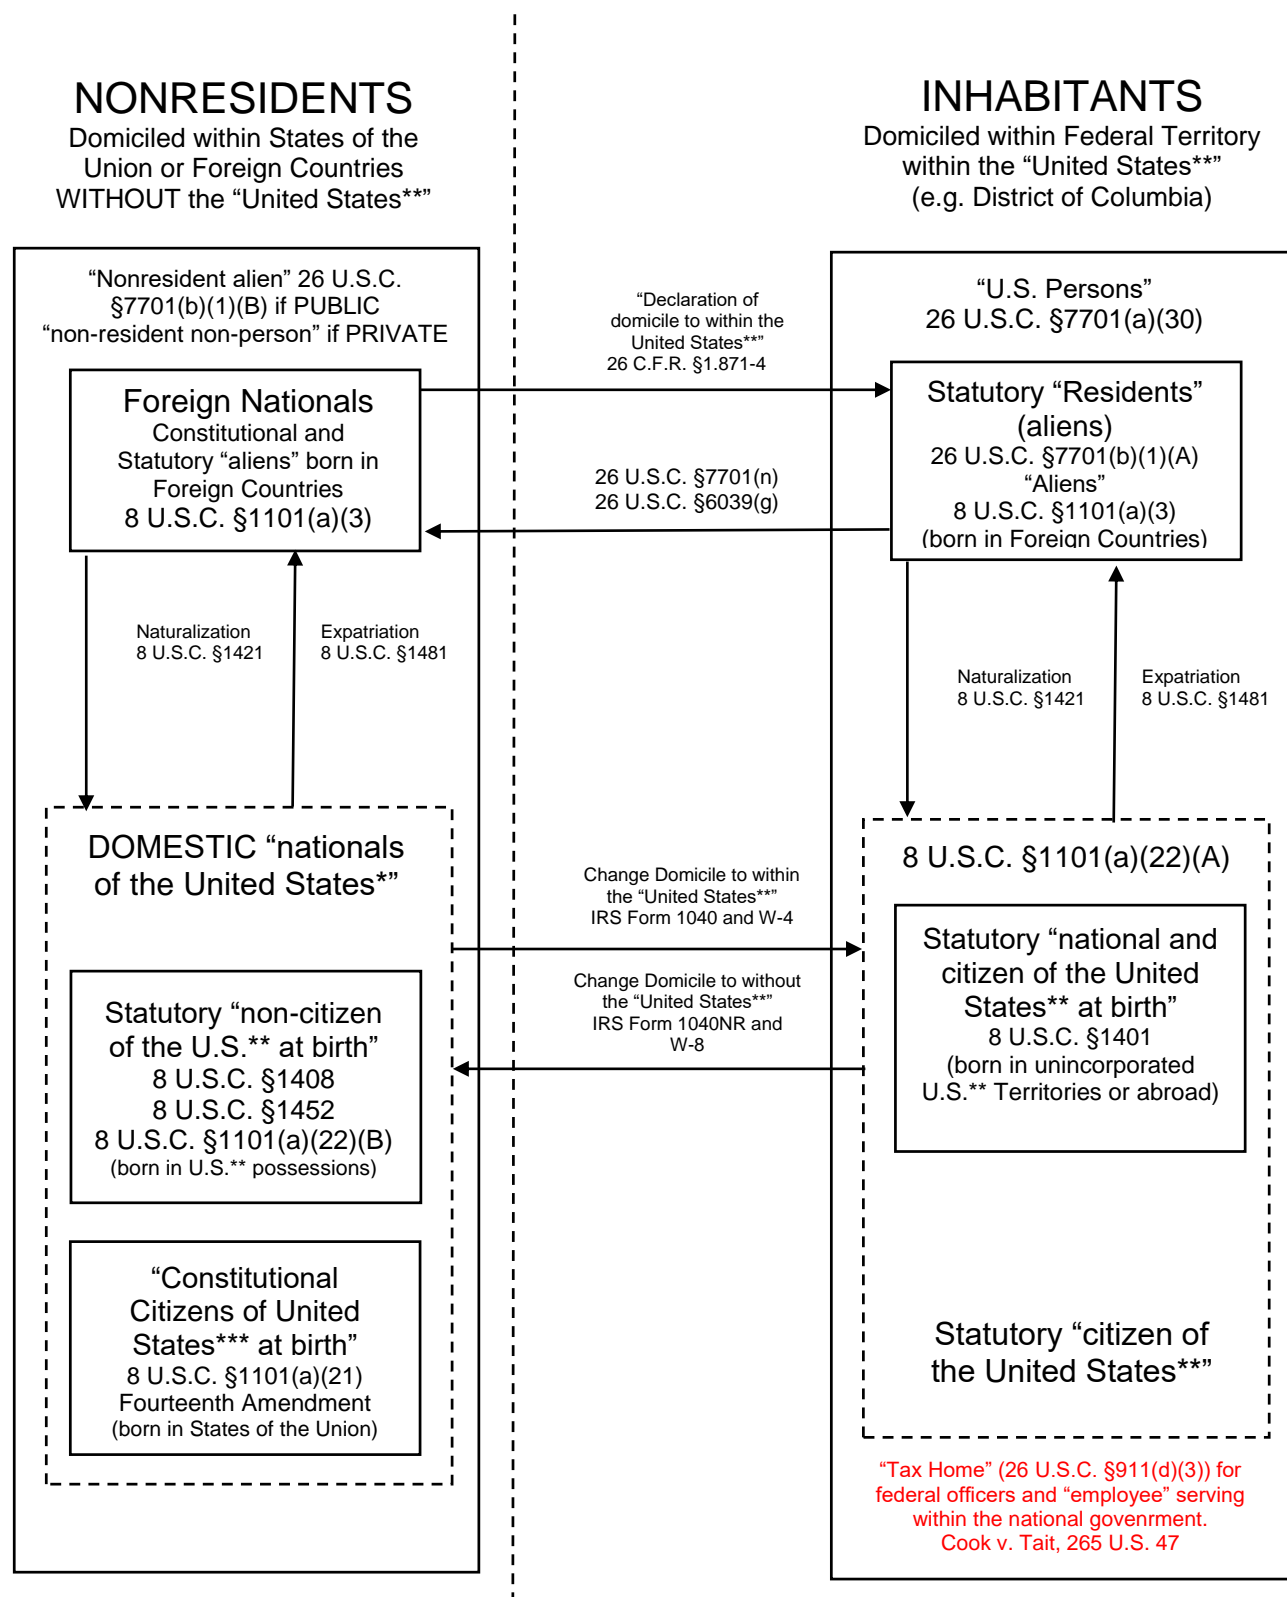 NONRESIDENTS
Domiciled within States of the
Union or Foreign Countries
WITHOUT the “United States**”
INHABITANTS
Domiciled within Federal Territory
within the “United States**”
(e.g. District of Columbia)
“Nonresident alien” 26 U.S.C.
§7701(b)(1)(B) if PUBLIC
“non-resident non-person” if PRIVATE
“Declaration of
domicile to within the
United States**”
26 C.F.R. §1.871-4
“U.S. Persons”
26 U.S.C. §7701(a)(30)
Foreign Nationals
Constitutional and
Statutory “aliens” born in
Foreign Countries
8 U.S.C. §1101(a)(3)
26 U.S.C. §7701(n)
26 U.S.C. §6039(g)
Statutory “Residents”
(aliens)
26 U.S.C. §7701(b)(1)(A)
“Aliens”
8 U.S.C. §1101(a)(3)
(born in Foreign Countries)
Naturalization
8 U.S.C. §1421
Expatriation
8 U.S.C. §1481
Naturalization
8 U.S.C. §1421
Expatriation
8 U.S.C. §1481
DOMESTIC “nationals
of the United States*”
Change Domicile to within
the “United States**”
IRS Form 1040 and W-4
8 U.S.C. §1101(a)(22)(A)
Statutory “non-citizen
of the U.S.** at birth”
8 U.S.C. §1408
8 U.S.C. §1452
8 U.S.C. §1101(a)(22)(B)
(born in U.S.** possessions)
Change Domicile to without
the “United States**”
IRS Form 1040NR and
W-8
Statutory “national and
citizen of the United
States** at birth”
8 U.S.C. §1401
(born in unincorporated
U.S.** Territories or abroad)
“Constitutional
Citizens of United
States*** at birth”
8 U.S.C. §1101(a)(21)
Fourteenth Amendment
(born in States of the Union)
Statutory “citizen of
the United States**”
“Tax Home” (26 U.S.C. §911(d)(3)) for
federal officers and “employee” serving
within the national govenrment.
Cook v. Tait, 265 U.S. 47